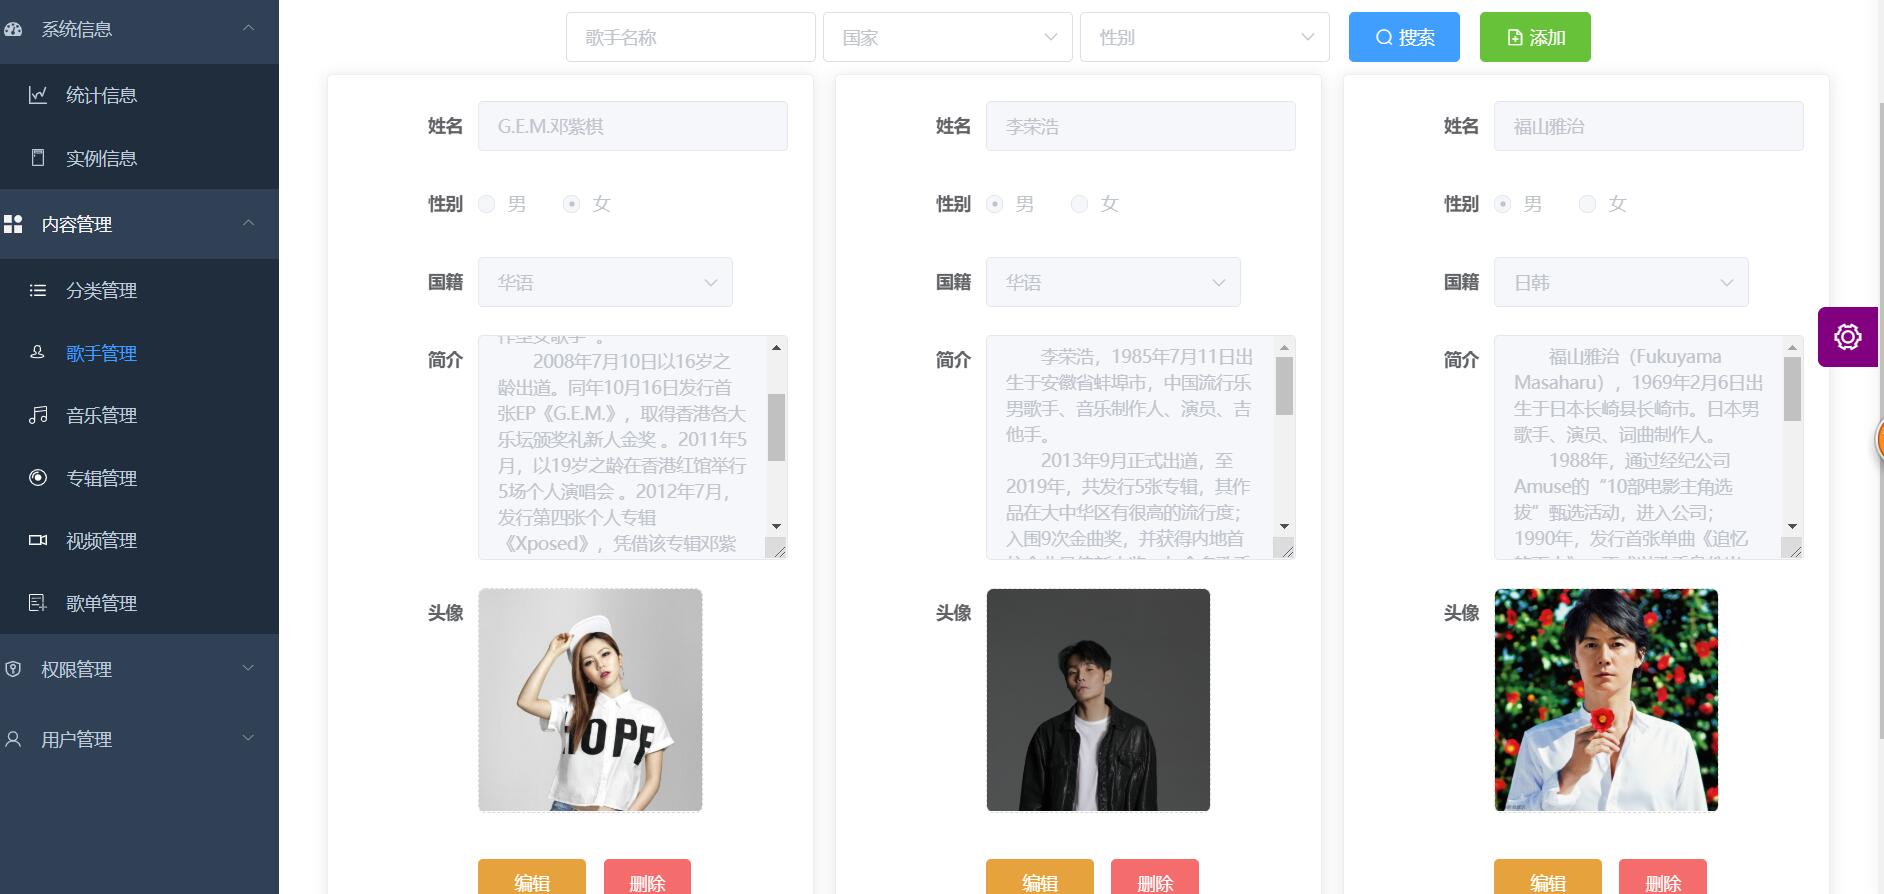 系统信息
统计信息
实例信息
内容管理
分类管理
歌手管理
音乐管理
专辑管理
视频管理
歌单管理
权限管理
用户管理
歌手名称
国家
性别
搜索
添加
姓名
G.E.M.邓紫棋
性别
男
女
国籍
华语
简介
作型女歌手 。
2008年7月10日以16岁之
龄出道。同年10月16日发行首
张EP《G.E.M.》，取得香港各大
乐坛颁奖礼新人金奖 。2011年5
月，以19岁之龄在香港红馆举行
5场个人演唱会 。2012年7月，
发行第四张个人专辑
《Xposed》，凭借该专辑邓紫
头像
HOPE
编辑
删除
姓名
李荣浩
性别
男
女
国籍
华语
简介
李荣浩，1985年7月11日出
生于安徽省蚌埠市，中国流行乐
男歌手、音乐制作人、演员、吉
他手。
2013年9月正式出道，至
2019年，共发行5张专辑，其作
品在大中华区有很高的流行度；
入围9次金曲奖，并获得内地首
头像
编辑
删除
姓名
福山雅治
性别
男
女
国籍
日韩
简介
福山雅治（Fukuyama
Masaharu），1969年2月6日出
生于日本长崎县长崎市。日本男
歌手、演员、词曲制作人。
1988年，通过经纪公司
Amuse的“10部电影主角选
拔”甄选活动，进入公司；
1990年，发行首张单曲《追忆
头像
编辑
删除